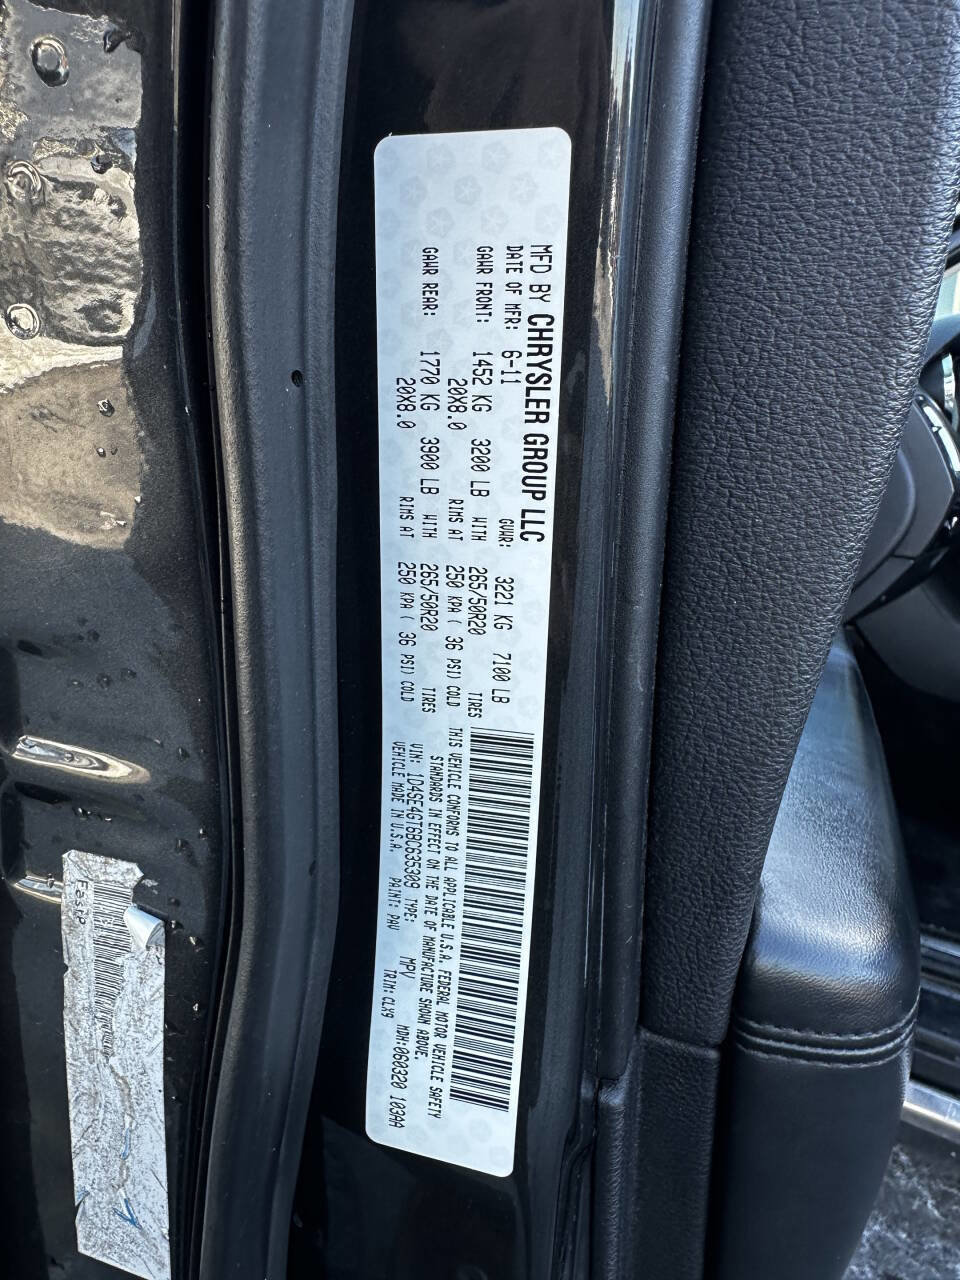 MFD BY CHRYSLER GROUP LLC
DATE OF MFR: 6-11 GVWR: 3221 KG 7100 LB
GAWR FRONT: 1452 KG 3200 LB WITH 265/50R20 TIRES
20X8.0 RIMS AT 250 KPA ( 36 PSI) COLD
GAWR REAR: 1770 KG 3900 LB WITH 265/50R20 TIRES
20X8.0 RIMS AT 250 KPA ( 36 PSI) COLD
THIS VEHICLE CONFORMS TO ALL APPLICABLE U.S.A. FEDERAL MOTOR VEHICLE SAFETY
STANDARDS IN EFFECT ON THE DATE OF MANUFACTURE SHOWN ABOVE.
VIN: 1D4SE4GT6BC635309 TYPE: MPV MDH:060320 103AA
VEHICLE MADE IN U.S.A. PAINT: PAV TRIM: CLX9